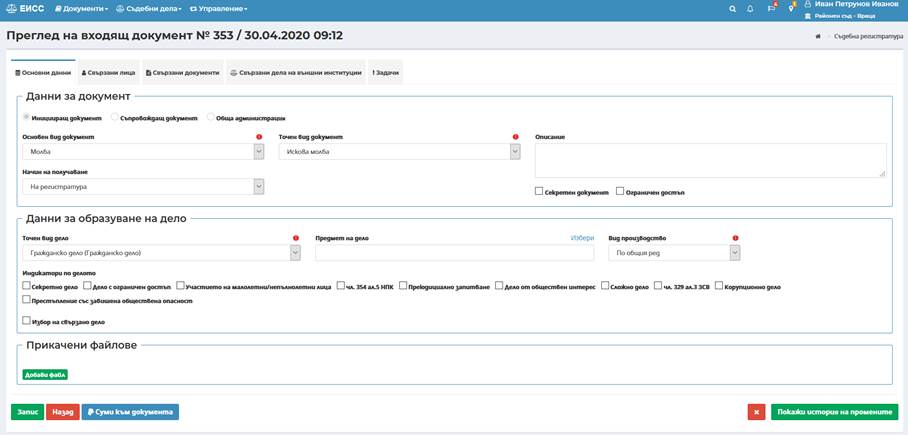 ЕИСС Документи Съдебни дела Управление 4 1 Иван Петрунов Иванов
Районен съд - Враца
Преглед на входящ документ № 353 / 30.04.2020 09:12
Съдебна регистратура
Основни данни Свързани лица Свързани документи Свързани дела на външни институции ! Задачи
Данни за документ
Иницииращ документ Съпровождащ документ Обща администрация
Основен вид документ Точен вид документ Описание
Молба Искова молба
Начин на получаване
На регистратура Секретен документ Ограничен достъп
Данни за образуване на дело
Точен вид дело Предмет на дело Избери Вид производство
Гражданско дело (Гражданско дело) По общия ред
Индикатори по делото
Секретно дело Дело с ограничен достъп Участието на малолетни/непълнолетни лица чл. 354 ал.5 НПК Преюдициално запитване Дело от обществен интерес Сложно дело чл. 329 ал.3 ЗСВ Корупционно дело
Престъпление със завишена обществена опасност
Избор на свързано дело
Прикачени файлове
Добави файл
Запис Назад Суми към документа Покажи история на промените